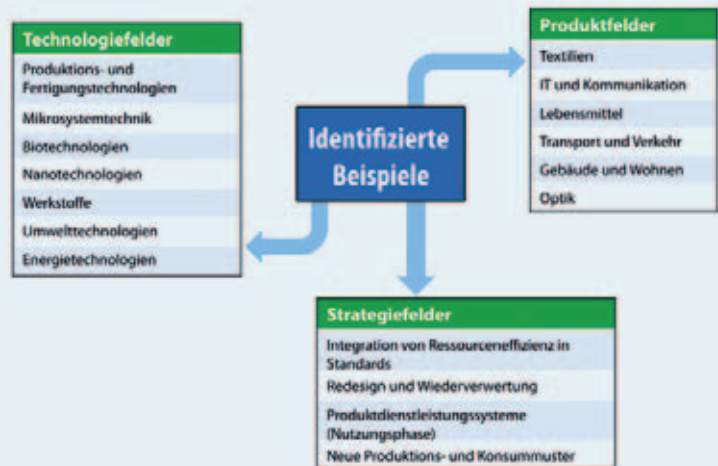 Technologiefelder
Produktions- und
Fertigungstechnologien
Mikrosystemtechnik
Biotechnologien
Nanotechnologien
Werkstoffe
Umwelttechnologien
Energietechnologien
Identifizierte
Beispiele
Produktfelder
Textilien
IT und Kommunikation
Lebensmittel
Transport und Verkehr
Gebäude und Wohnen
Optik
Strategiefelder
Integration von Ressourceneffizienz in
Standards
Redesign und Wiederverwertung
Produktdienstleistungssysteme
(Nutzungsphase)
Neue Produktions- und Konsummuster